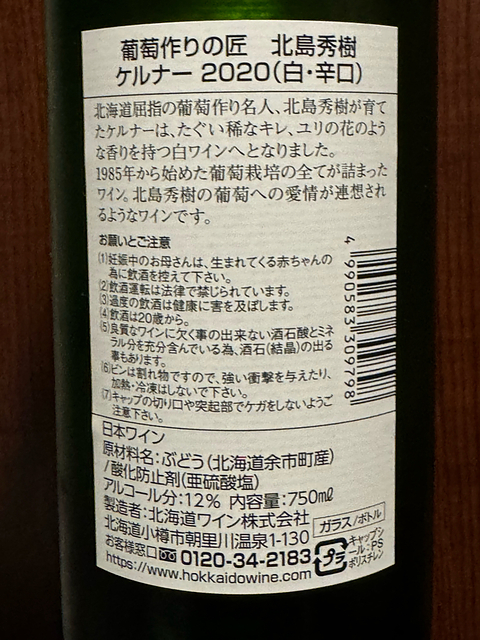 葡萄作りの匠　北島秀樹
ケルナー 2020(白・辛口)
北海道屈指の葡萄作り名人、北島秀樹が育て
たケルナーは、たぐい稀なキレ、ユリの花のよう
な香りを持つ白ワインへとなりました。
1985年から始めた葡萄栽培の全てが詰まった
ワイン。北島秀樹の葡萄への愛情が連想され
るようなワインです。
お願いとご注意
(1)妊娠中のお母さんは、生まれてくる赤ちゃんの
為に飲酒を控えて下さい。
(2)飲酒運転は法律で禁じられています。
(3)過度の飲酒は健康に害を及ぼします。
(4)飲酒は20歳から。
(5)良質なワインに欠く事の出来ない酒石酸とミネ
ラル分を充分含んでいる為、酒石(結晶)の出る
事もあります。
(6)ビンは割れ物ですので、強い衝撃を与えたり、
加熱・冷凍はしないで下さい。
(7)キャップの切り口や突起部でケガをしないようご
注意下さい。
4 990583 309798
日本ワイン
原材料名:ぶどう(北海道余市町産)
/酸化防止剤(亜硫酸塩)
アルコール分:12% 内容量:750mℓ
製造者:北海道ワイン株式会社
北海道小樽市朝里川温泉1-130
ガラス/ボトル
お客様窓口 0120-34-2183
https://www.hokkaidowine.com
プラ
キャップシ
ール:PS
ポリスチレン